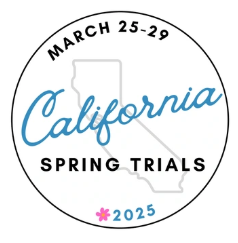 MARCH 25-29
California
SPRING TRIALS
2025